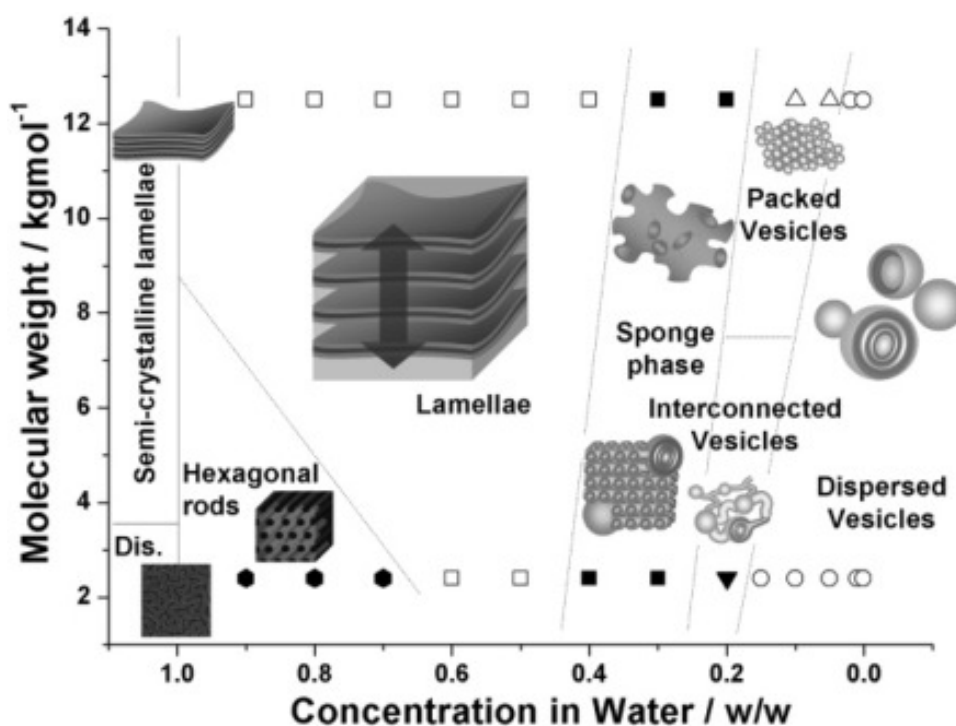 Molecular weight / kgmol⁻¹
14
12
10
8
6
4
2
Semi-crystalline lamellae
Dis.
Hexagonal
rods
Lamellae
Sponge
phase
Packed
Vesicles
Interconnected
Vesicles
Dispersed
Vesicles
1.0
0.8
0.6
0.4
0.2
0.0
Concentration in Water / w/w